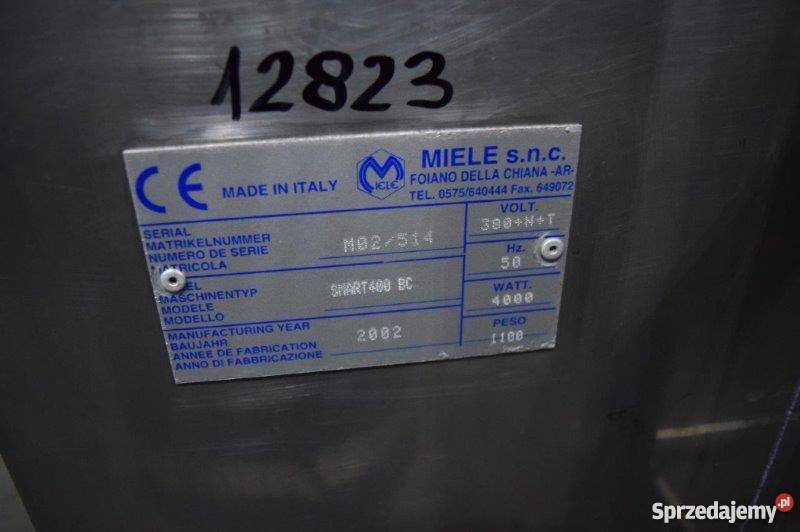 12823
CE MADE IN ITALY
M
MIELE
MIELE s.n.c.
FOIANO DELLA CHIANA -AR-
TEL. 0575/640444 Fax. 649072
SERIAL
MATRIKELNUMMER
NUMERO DE SERIE
M02/514
VOLT.
380+N+T
Hz.
50
MASCHINENTYP
MODELE
MODELLO
SMART400 BC
WATT.
4000
MANUFACTURING YEAR
BAUJAHR
ANNEE DE FABRICATION
ANNO DI FABBRICAZIONE
2002
PESO
1100
Sprzedajemy.pl